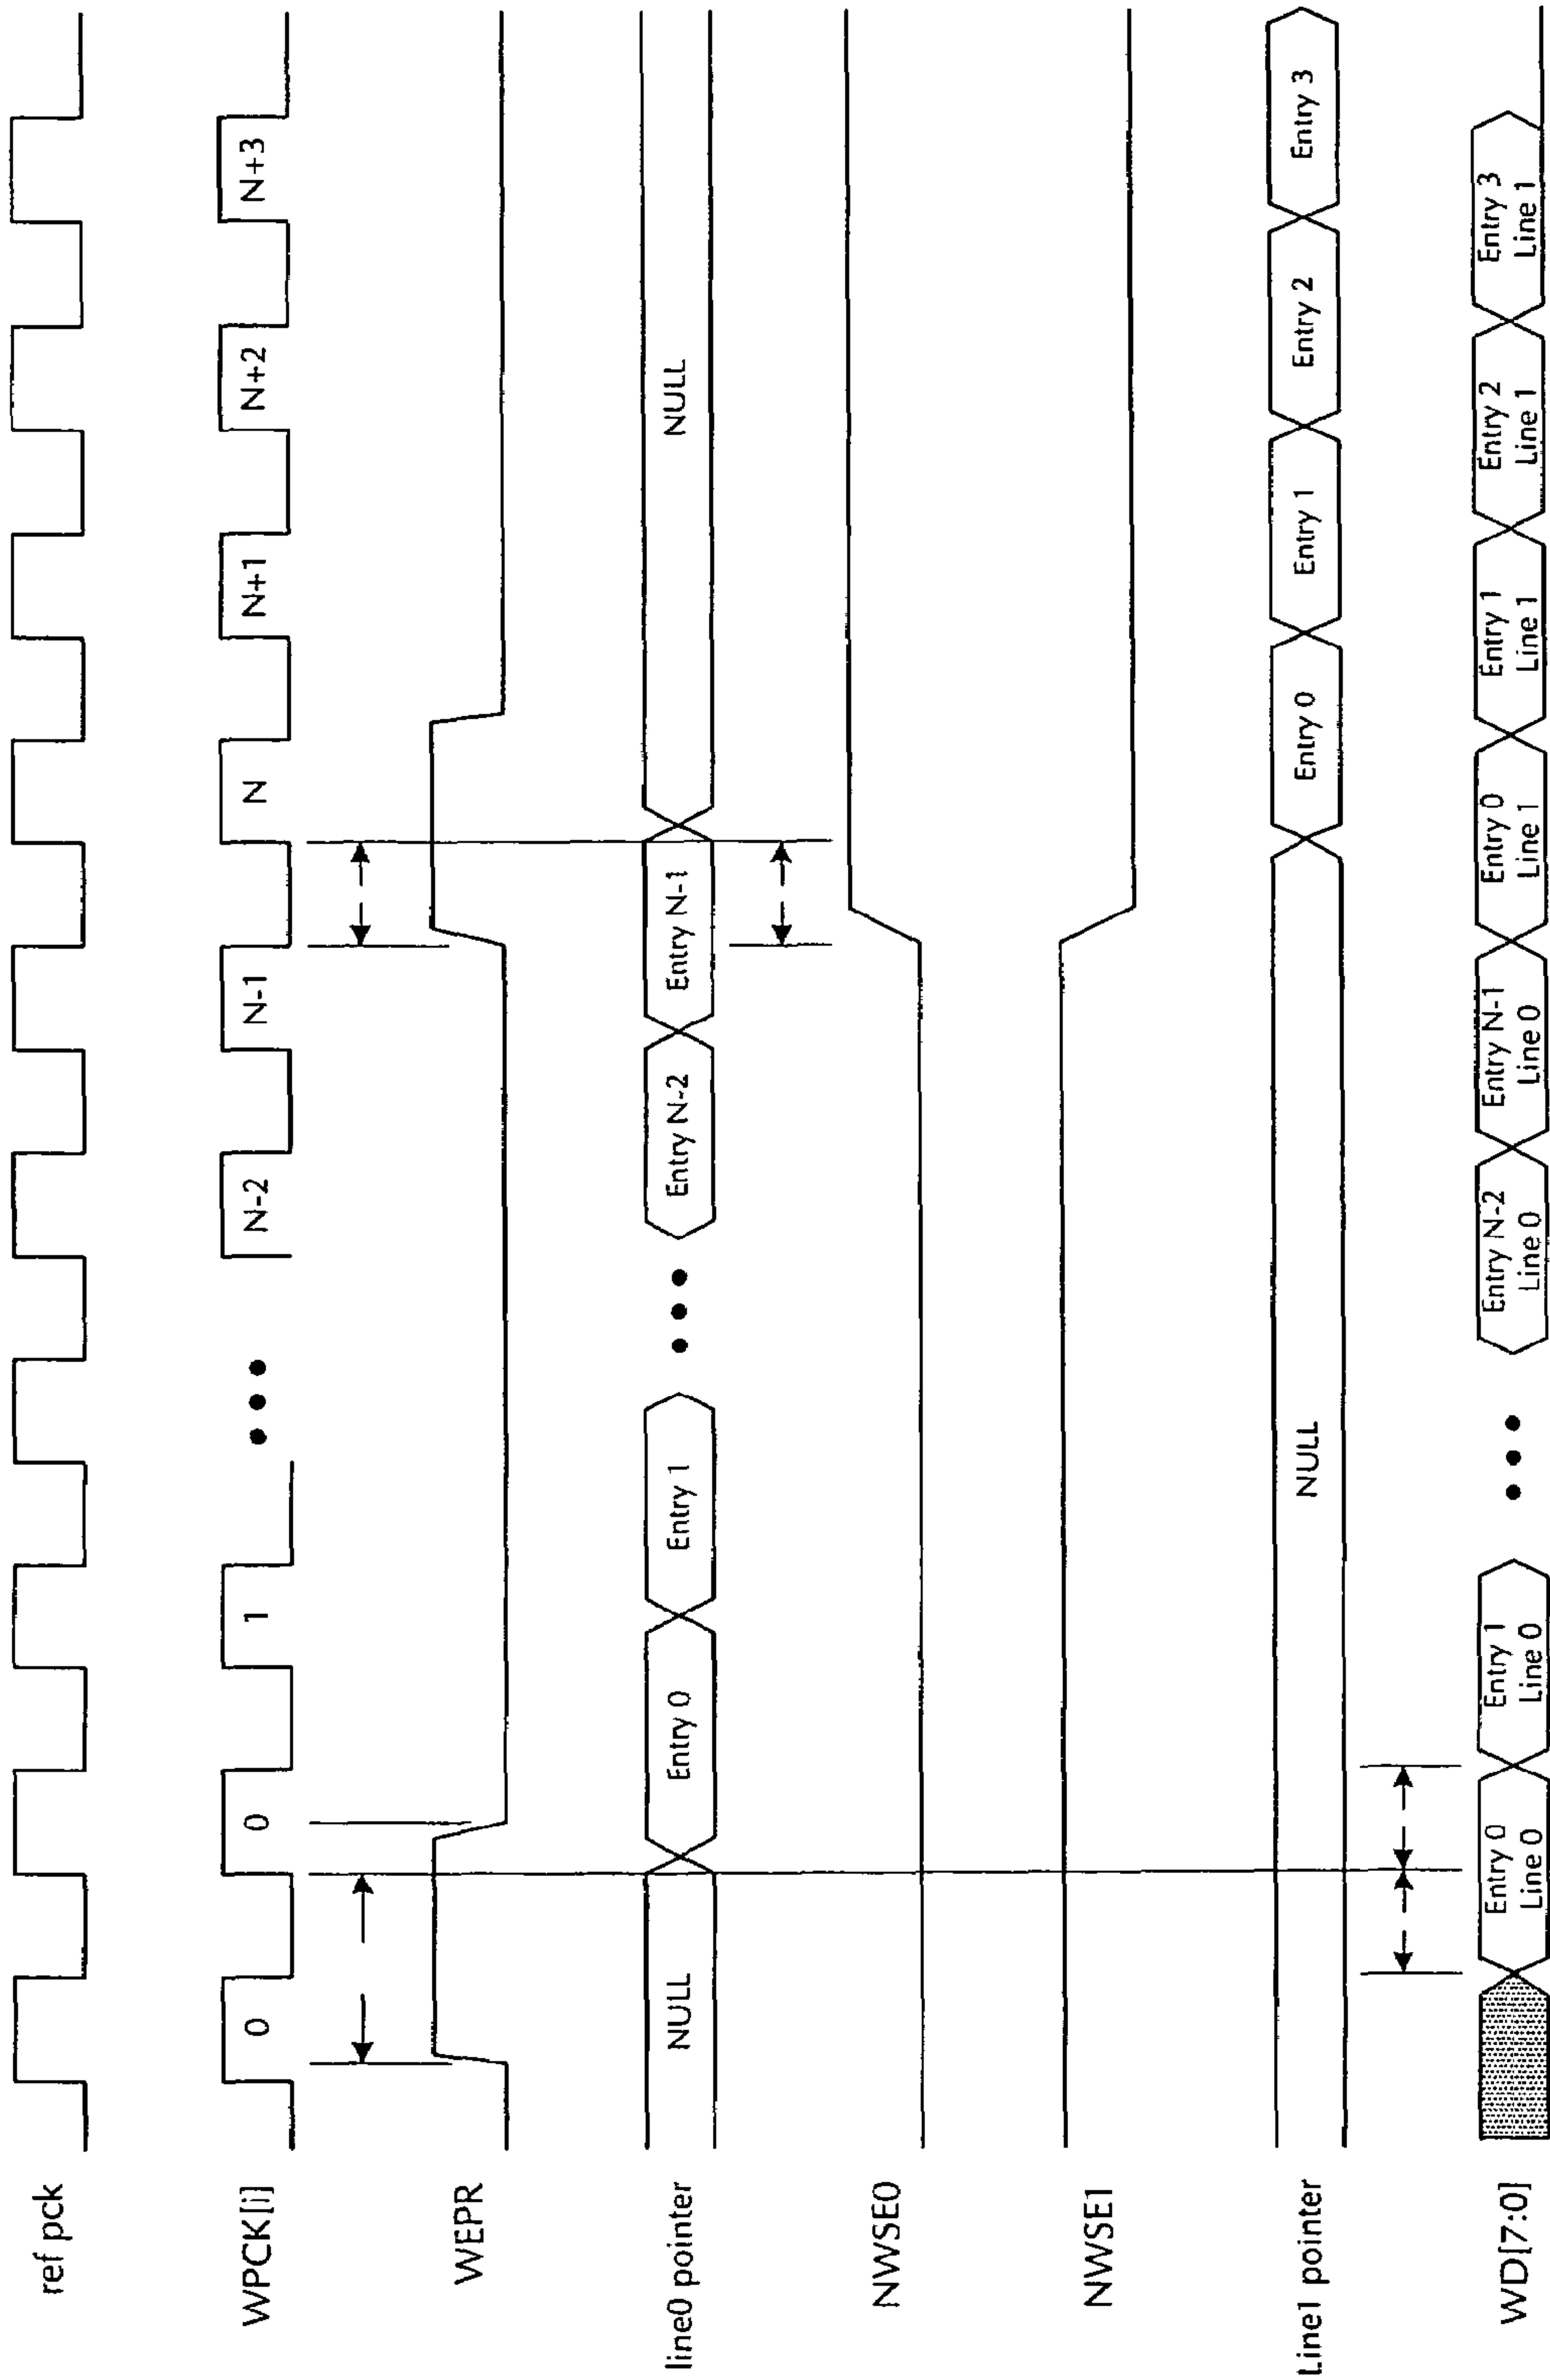 ref pck
WPCK[i]
0
0
1
•••
N-2
N-1
N
N+1
N+2
N+3
WEPR
line0 pointer
NULL
Entry 0
Entry 1
•••
Entry N-2
Entry N-1
NULL
NWSE0
NWSE1
Line1 pointer
NULL
Entry 0
Entry 1
Entry 2
Entry 3
WD[7:0]
Entry 0
Line 0
Entry 1
Line 0
•••
Entry N-2
Line 0
Entry N-1
Line 0
Entry 0
Line 1
Entry 1
Line 1
Entry 2
Line 1
Entry 3
Line 1